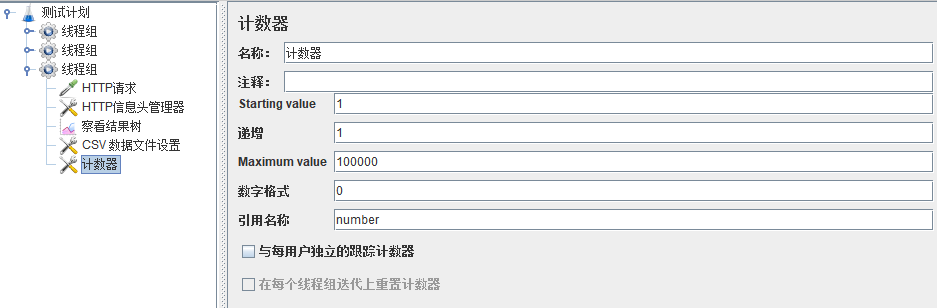 测试计划
线程组
线程组
线程组
HTTP请求
HTTP信息头管理器
察看结果树
CSV 数据文件设置
计数器
计数器
名称： 计数器
注释：
Starting value 1
递增 1
Maximum value 100000
数字格式 0
引用名称 number
与每用户独立的跟踪计数器
在每个线程组迭代上重置计数器